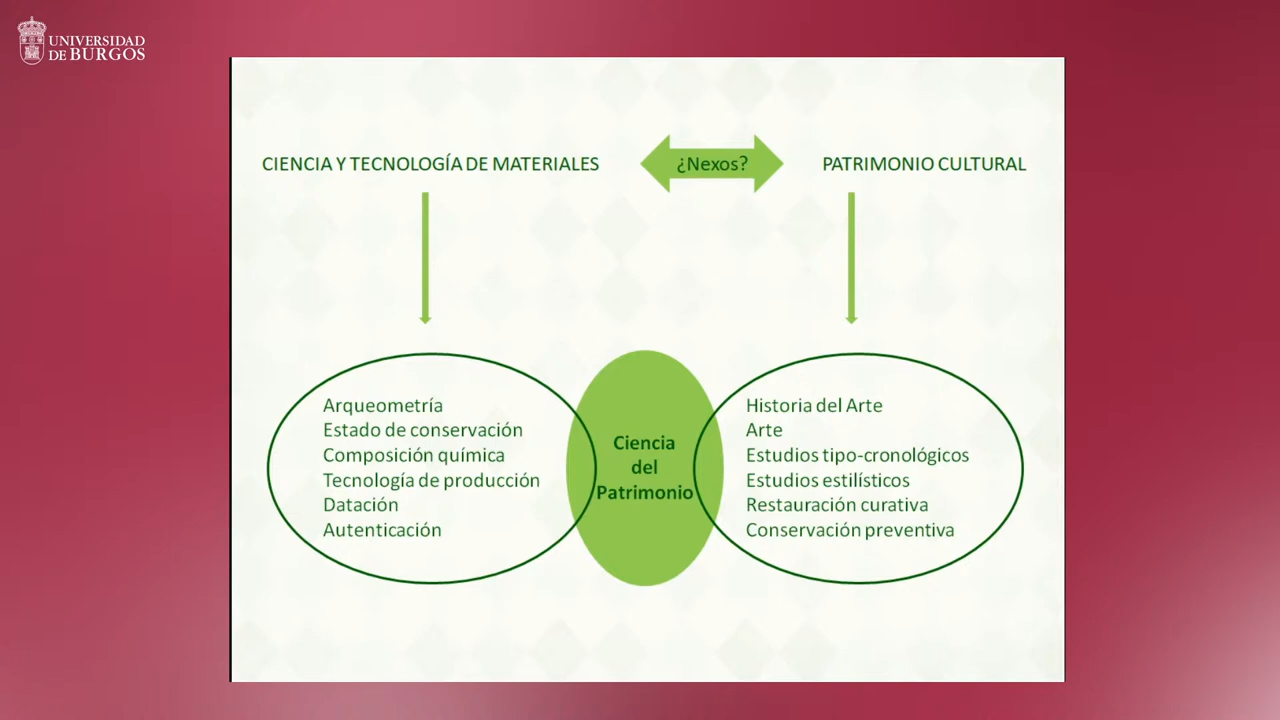 UNIVERSIDAD
DE BURGOS
CIENCIA Y TECNOLOGÍA DE MATERIALES
¿Nexos?
PATRIMONIO CULTURAL
Arqueometría
Estado de conservación
Composición química
Tecnología de producción
Datación
Autenticación
Ciencia
del
Patrimonio
Historia del Arte
Arte
Estudios tipo-cronológicos
Estudios estilísticos
Restauración curativa
Conservación preventiva